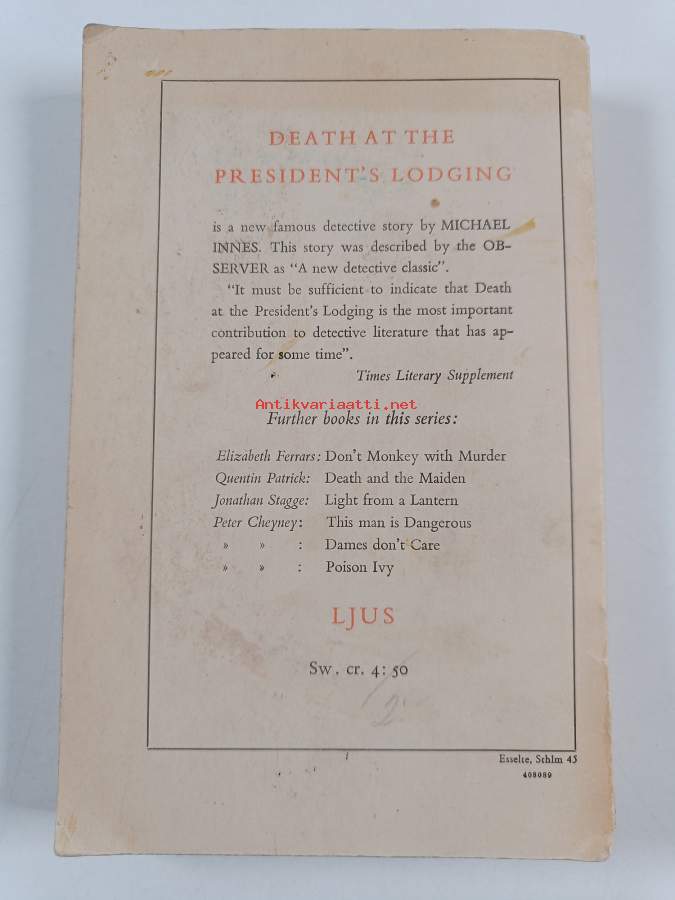 DEATH AT THE
PRESIDENT'S LODGING
is a new famous detective story by MICHAEL
INNES. This story was described by the OB-
SERVER as "A new detective classic".
"It must be sufficient to indicate that Death
at the President's Lodging is the most important
contribution to detective literature that has ap-
peared for some time".
Times Literary Supplement
Antikvariaatti.net
Further books in this series:
Elizabeth Ferrars: Don't Monkey with Murder
Quentin Patrick: Death and the Maiden
Jonathan Stagge: Light from a Lantern
Peter Cheyney: This man is Dangerous
» » : Dames don't Care
» » : Poison Ivy
LJUS
Sw. cr. 4: 50
Esselte, Sthlm 45
408089